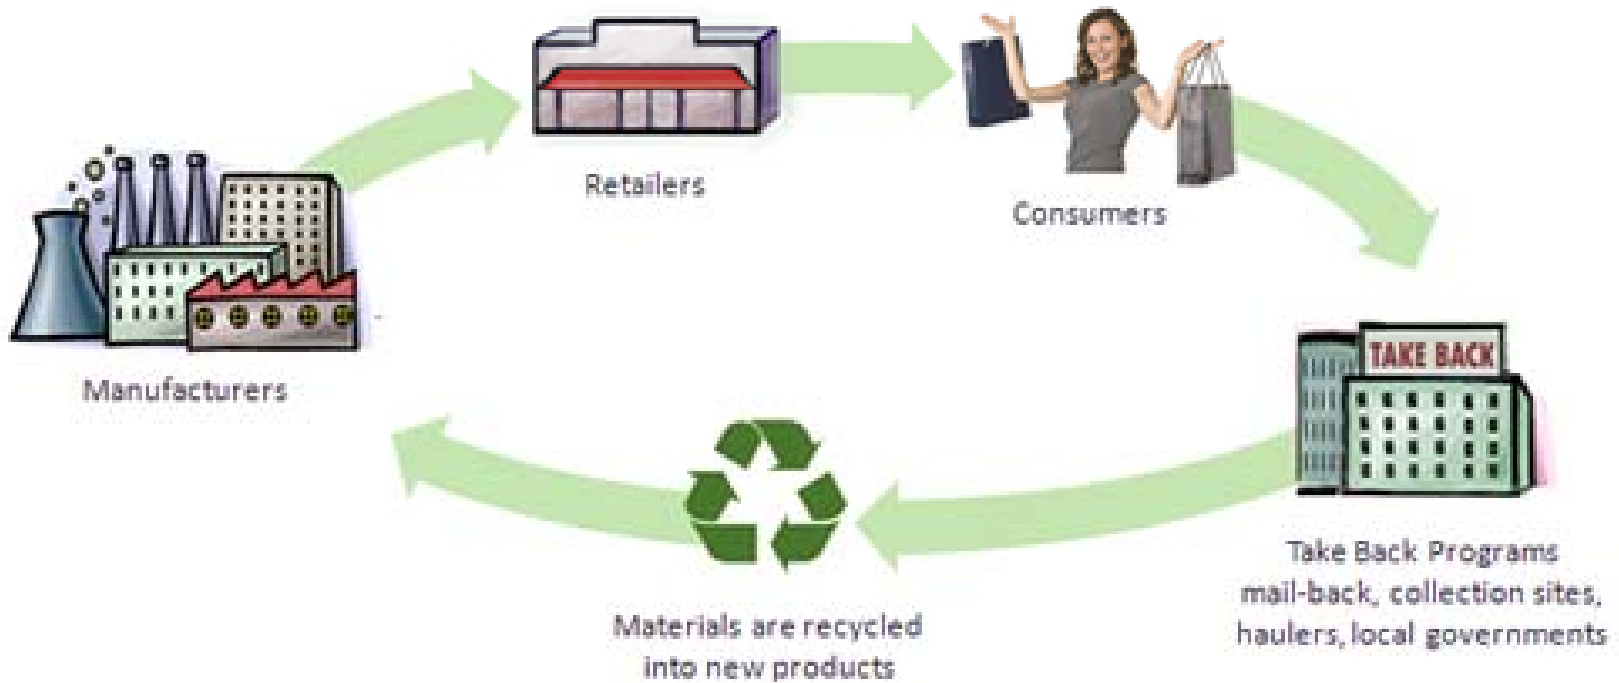 Retailers
Consumers
Manufacturers
TAKE BACK
Take Back Programs
mail-back, collection sites,
haulers, local governments
Materials are recycled
into new products